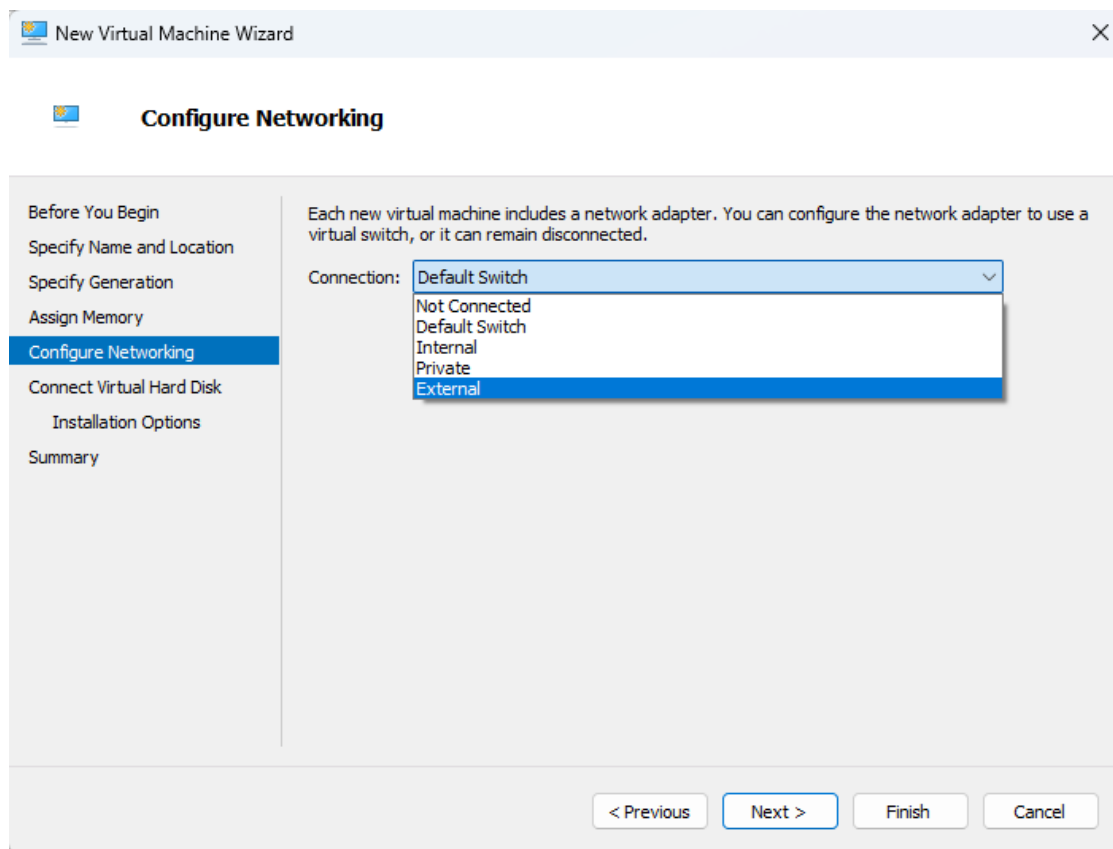 New Virtual Machine Wizard
Configure Networking
Before You Begin
Specify Name and Location
Specify Generation
Assign Memory
Configure Networking
Connect Virtual Hard Disk
Installation Options
Summary
Each new virtual machine includes a network adapter. You can configure the network adapter to use a
virtual switch, or it can remain disconnected.
Connection: Default Switch
Not Connected
Default Switch
Internal
Private
External
< Previous Next > Finish Cancel